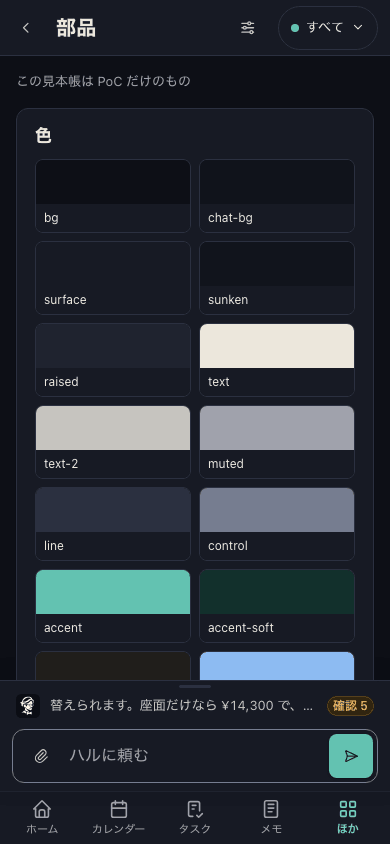 部品
すべて
この見本帳は PoC だけのもの
色
bg
chat-bg
surface
sunken
raised
text
text-2
muted
line
control
accent
accent-soft
替えられます。座面だけなら ¥14,300 で、…
確認 5
ハルに頼む
ホーム
カレンダー
タスク
メモ
ほか